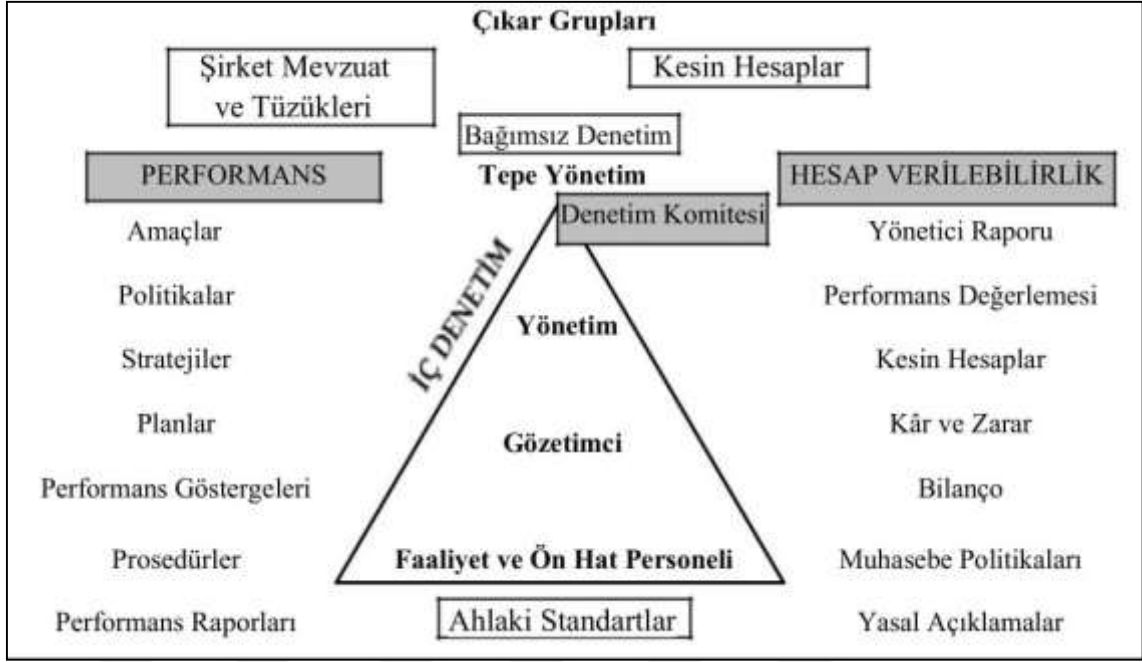 Çıkar Grupları
Şirket Mevzuat
ve Tüzükleri
Kesin Hesaplar
Bağımsız Denetim
PERFORMANS
Tepe Yönetim
HESAP VERİLEBİLİRLİK
Denetim Komitesi
Amaçlar
Yönetici Raporu
İÇ DENETİM
Politikalar
Yönetim
Performans Değerlemesi
Stratejiler
Kesin Hesaplar
Planlar
Gözetimci
Kâr ve Zarar
Performans Göstergeleri
Bilanço
Prosedürler
Faaliyet ve Ön Hat Personeli
Muhasebe Politikaları
Performans Raporları
Ahlaki Standartlar
Yasal Açıklamalar